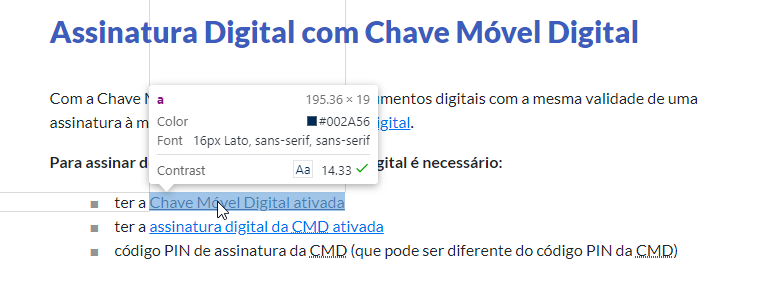 Assinatura Digital com Chave Móvel Digital
Com a Chave M umentos digitais com a mesma validade de uma
assinatura à m igital.
Para assinar d gital é necessário:
a 195.36 × 19
Color #002A56
Font 16px Lato, sans-serif, sans-serif
Contrast Aa 14.33
ter a Chave Móvel Digital ativada
ter a assinatura digital da CMD ativada
código PIN de assinatura da CMD (que pode ser diferente do código PIN da CMD)